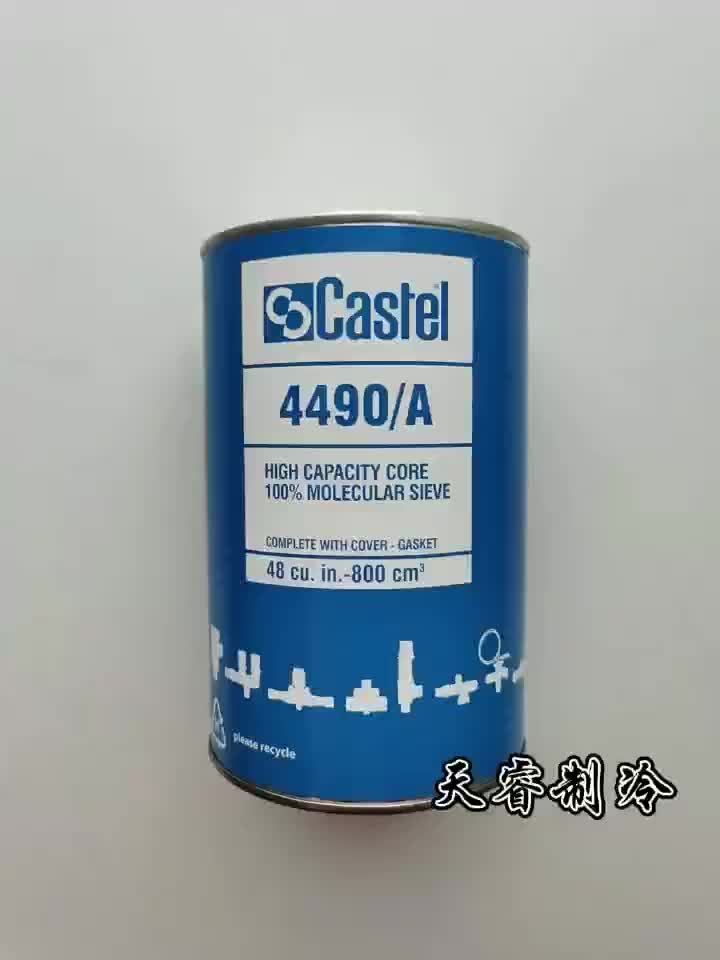 Castel
4490/A
HIGH CAPACITY CORE
100% MOLECULAR SIEVE
COMPLETE WITH COVER - GASKET
48 cu. in.-800 cm³
please recycle
天睿制冷